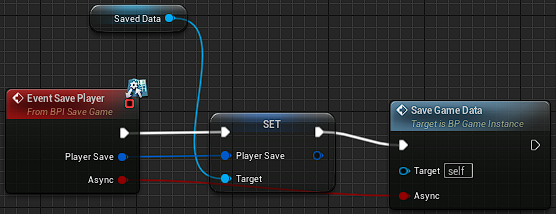 Saved Data
Event Save Player
From BPI Save Game
Player Save
Async
SET
Player Save
Target
Save Game Data
Target is BP Game Instance
Target self
Async